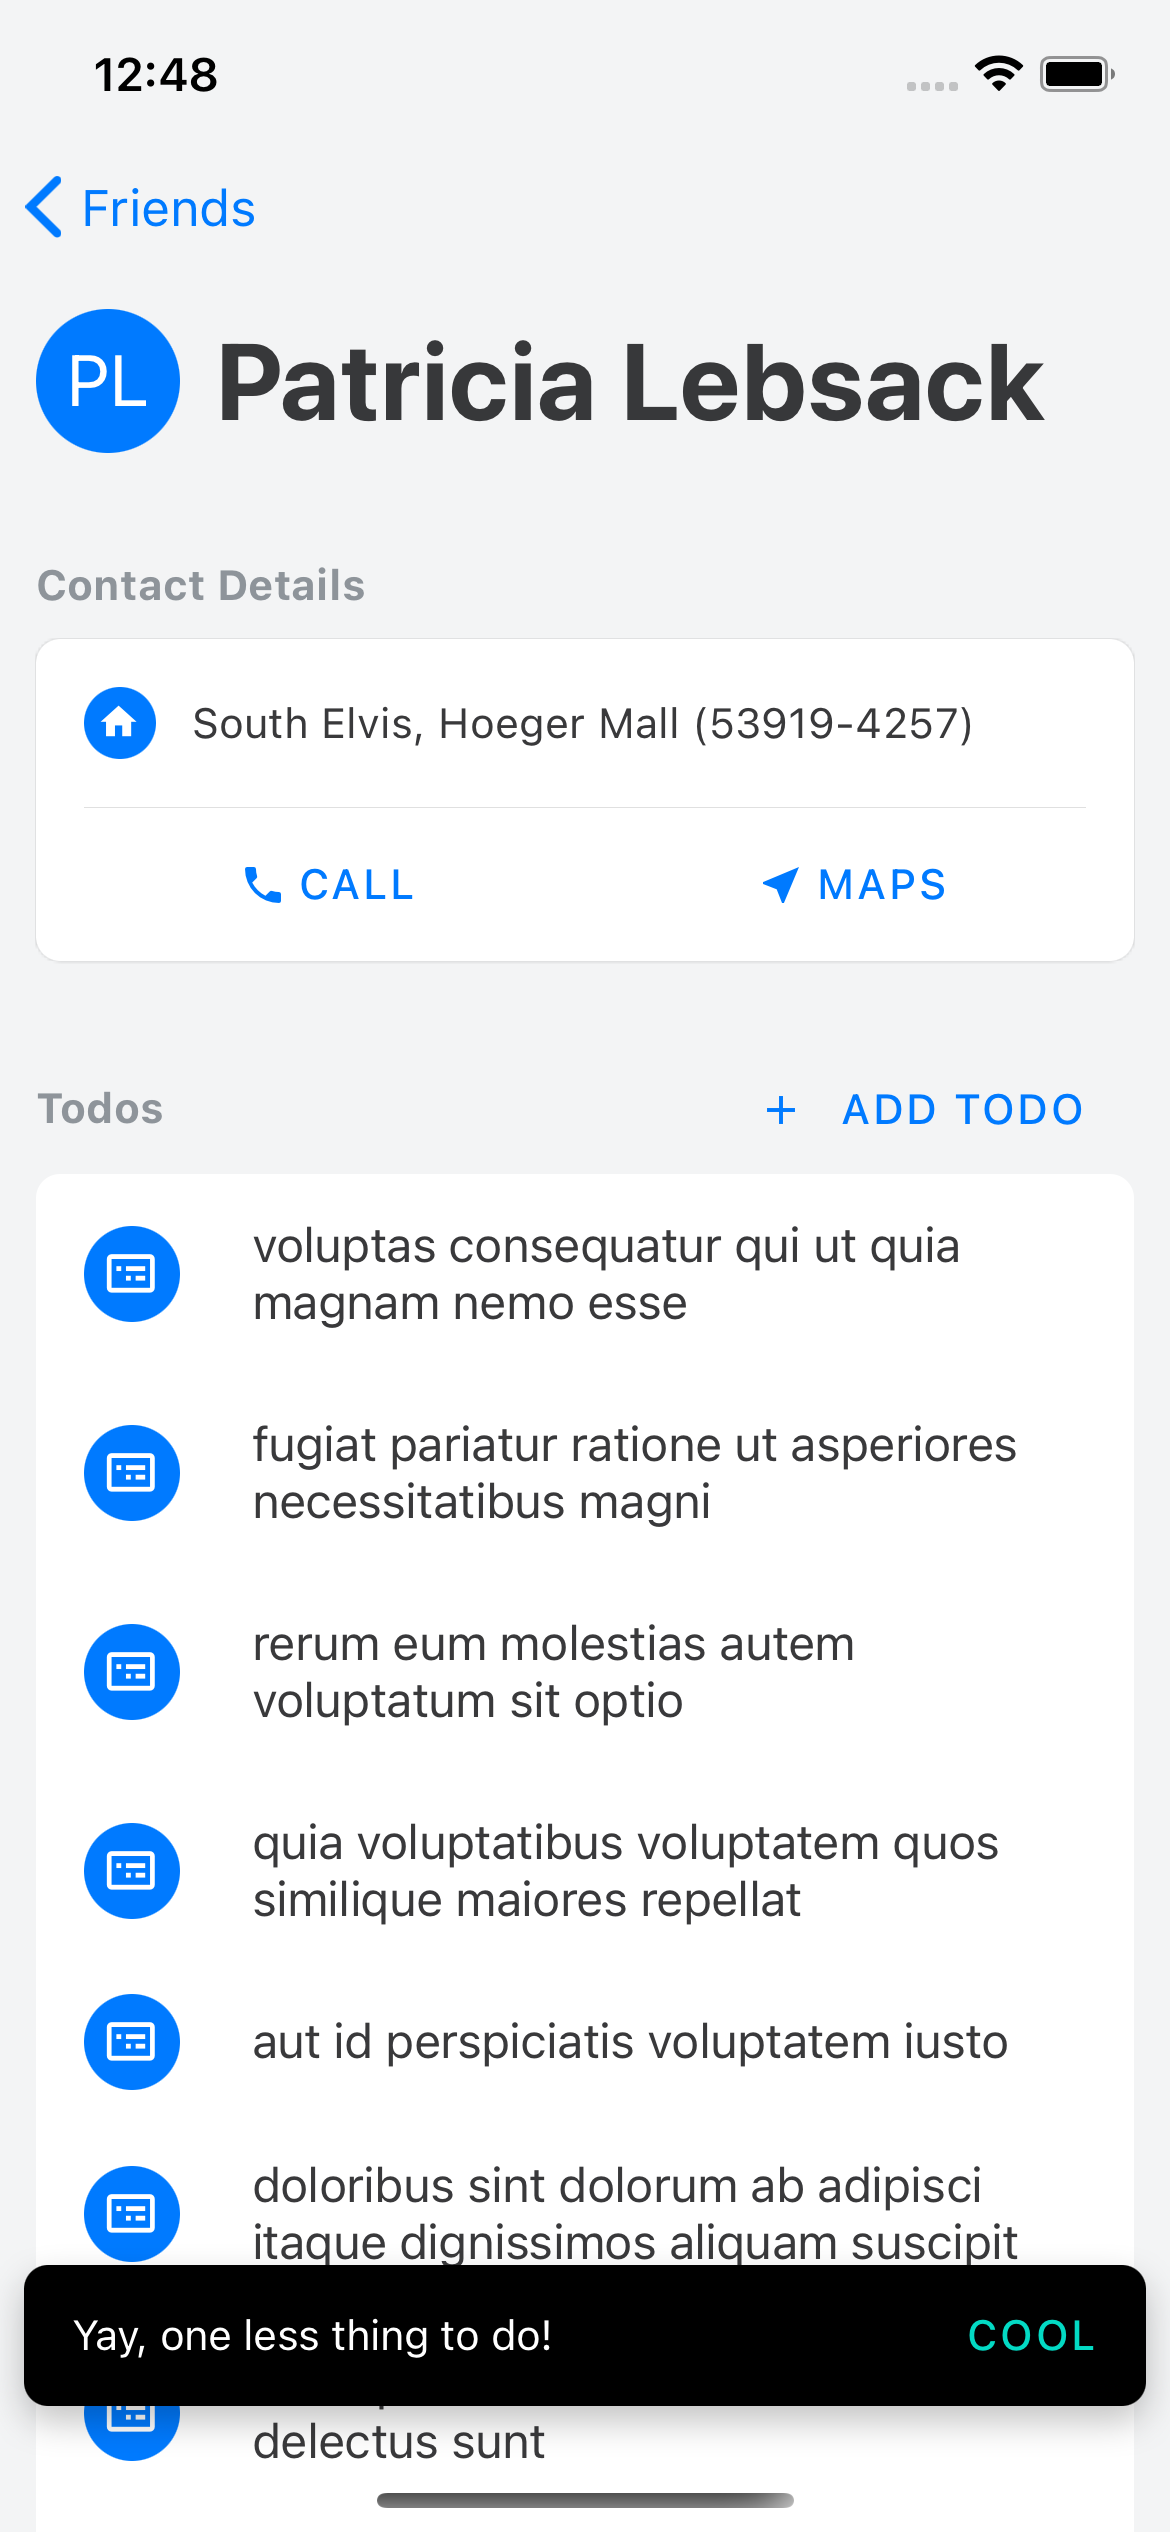 12:48
Friends
PL
Patricia Lebsack
Contact Details
South Elvis, Hoeger Mall (53919-4257)
CALL
MAPS
Todos
+ ADD TODO
voluptas consequatur qui ut quia
magnam nemo esse
fugiat pariatur ratione ut asperiores
necessitatibus magni
rerum eum molestias autem
voluptatum sit optio
quia voluptatibus voluptatem quos
similique maiores repellat
aut id perspiciatis voluptatem iusto
doloribus sint dolorum ab adipisci
itaque dignissimos aliquam suscipit
Yay, one less thing to do!
COOL
delectus sunt